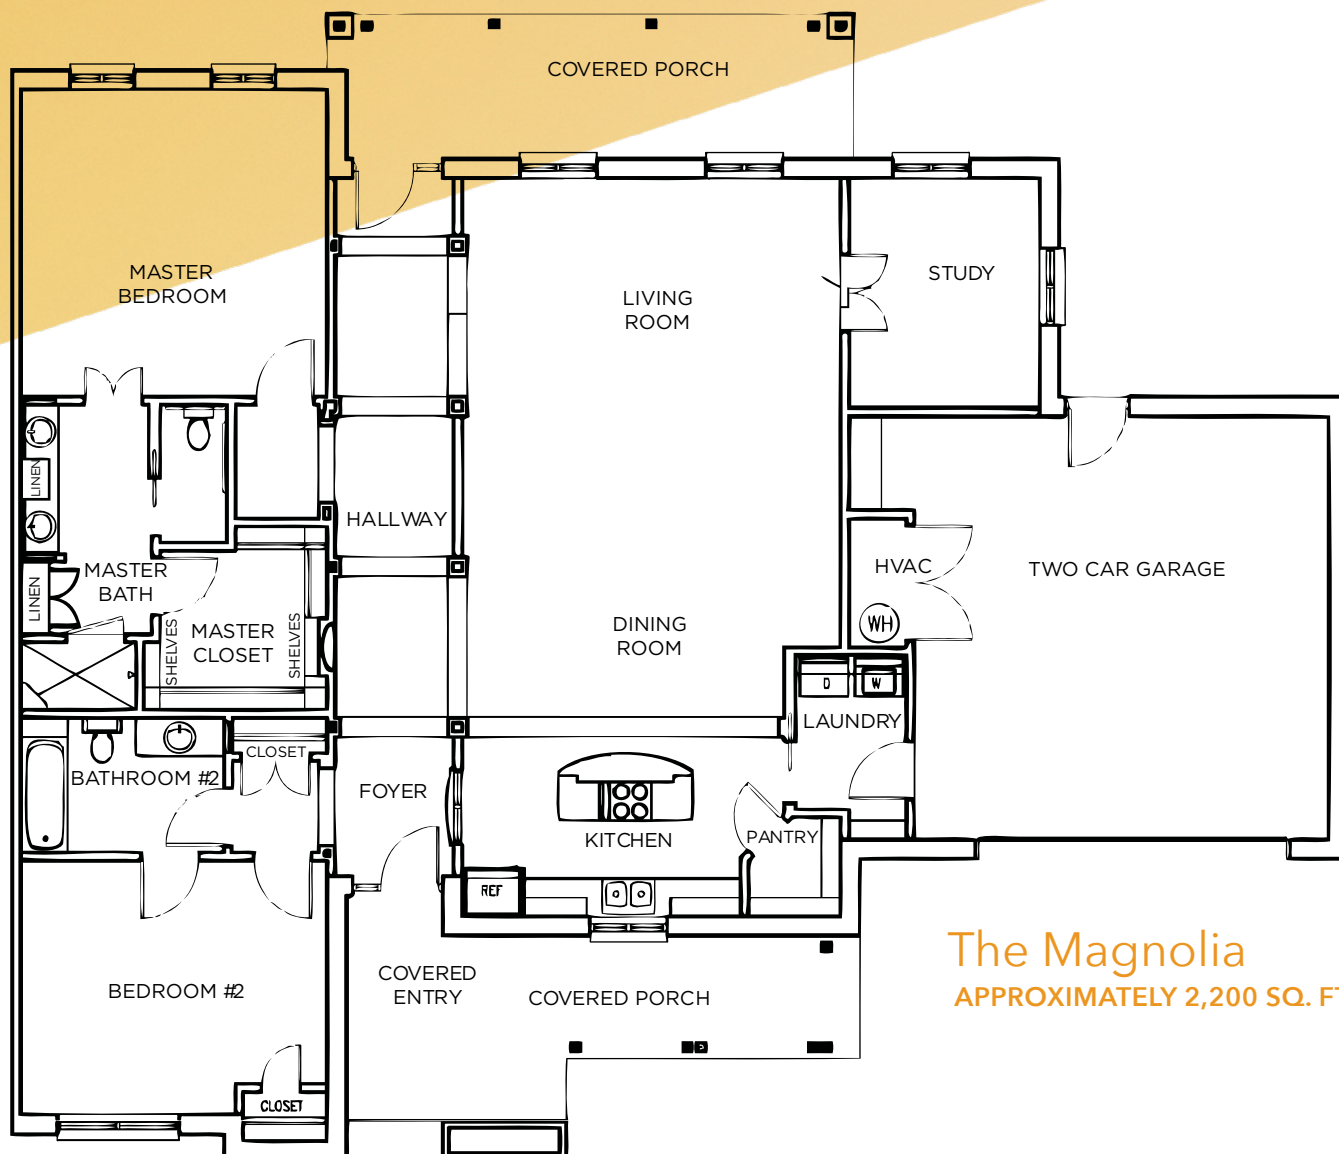 COVERED PORCH
MASTER
BEDROOM
LIVING
ROOM
STUDY
LINEN
HALLWAY
LINEN
MASTER
BATH
SHELVES
MASTER
CLOSET
SHELVES
DINING
ROOM
HVAC
WH
TWO CAR GARAGE
D
W
LAUNDRY
CLOSET
BATHROOM #2
FOYER
KITCHEN
PANTRY
REF
BEDROOM #2
COVERED
ENTRY
COVERED PORCH
CLOSET
The Magnolia
APPROXIMATELY 2,200 SQ. FT